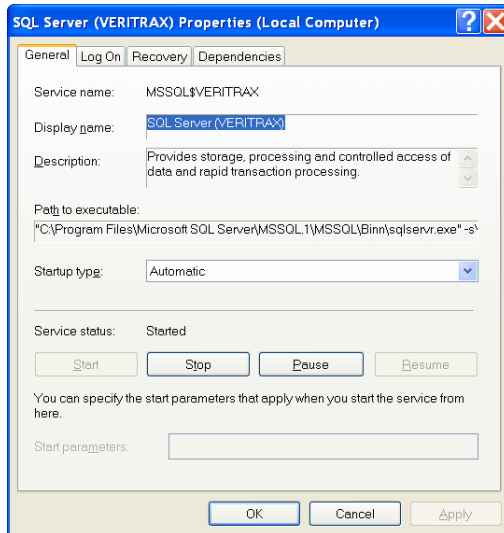 SQL Server (VERITRAX) Properties (Local Computer)
General Log On Recovery Dependencies
Service name: MSSQL$VERITRAX
Display name: SQL Server (VERITRAX)
Description: Provides storage, processing and controlled access of
data and rapid transaction processing.
Path to executable:
"C:\Program Files\Microsoft SQL Server\MSSQL.1\MSSQL\Binn\sqlservr.exe" -s\
Startup type: Automatic
Service status: Started
Start Stop Pause Resume
You can specify the start parameters that apply when you start the service from
here.
Start parameters:
OK Cancel Apply